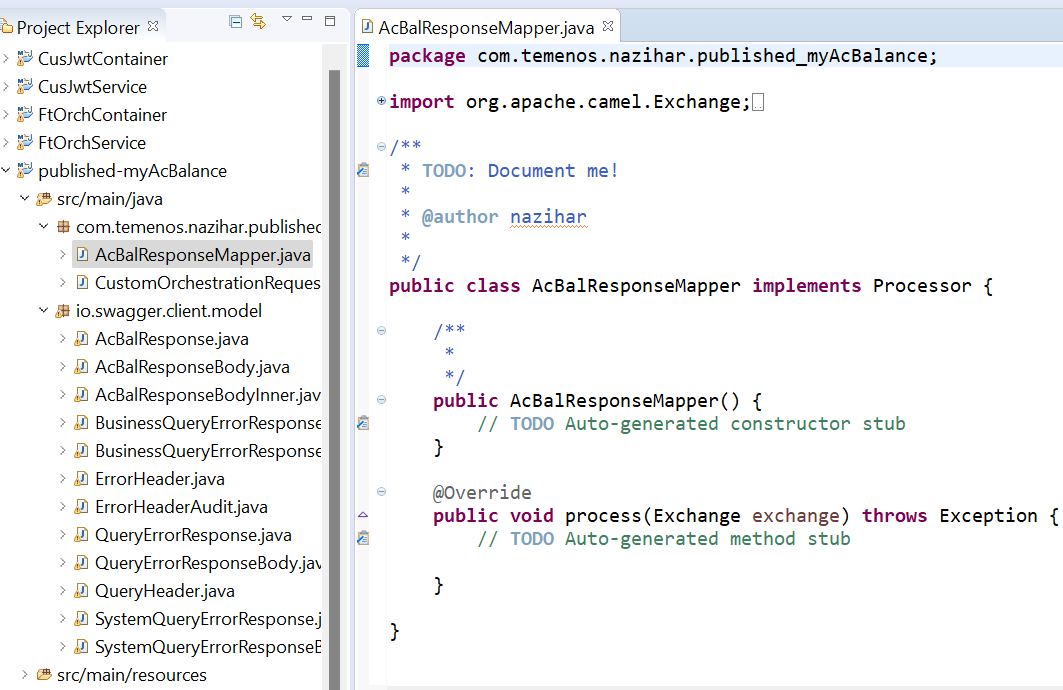 Project Explorer
CusJwtContainer
CusJwtService
FtOrchContainer
FtOrchService
published-myAcBalance
src/main/java
com.temenos.nazihar.published
AcBalResponseMapper.java
CustomOrchestrationReques
io.swagger.client.model
AcBalResponse.java
AcBalResponseBody.java
AcBalResponseBodyInner.jav
BusinessQueryErrorResponse
BusinessQueryErrorResponse
ErrorHeader.java
ErrorHeaderAudit.java
QueryErrorResponse.java
QueryErrorResponseBody.jav
QueryHeader.java
SystemQueryErrorResponse.j
SystemQueryErrorResponseB
src/main/resources
AcBalResponseMapper.java
package com.temenos.nazihar.published_myAcBalance;
import org.apache.camel.Exchange;
/**
* TODO: Document me!
*
* @author nazihar
*
*/
public class AcBalResponseMapper implements Processor {
/**
*
*/
public AcBalResponseMapper() {
// TODO Auto-generated constructor stub
}
@Override
public void process(Exchange exchange) throws Exception {
// TODO Auto-generated method stub
}
}